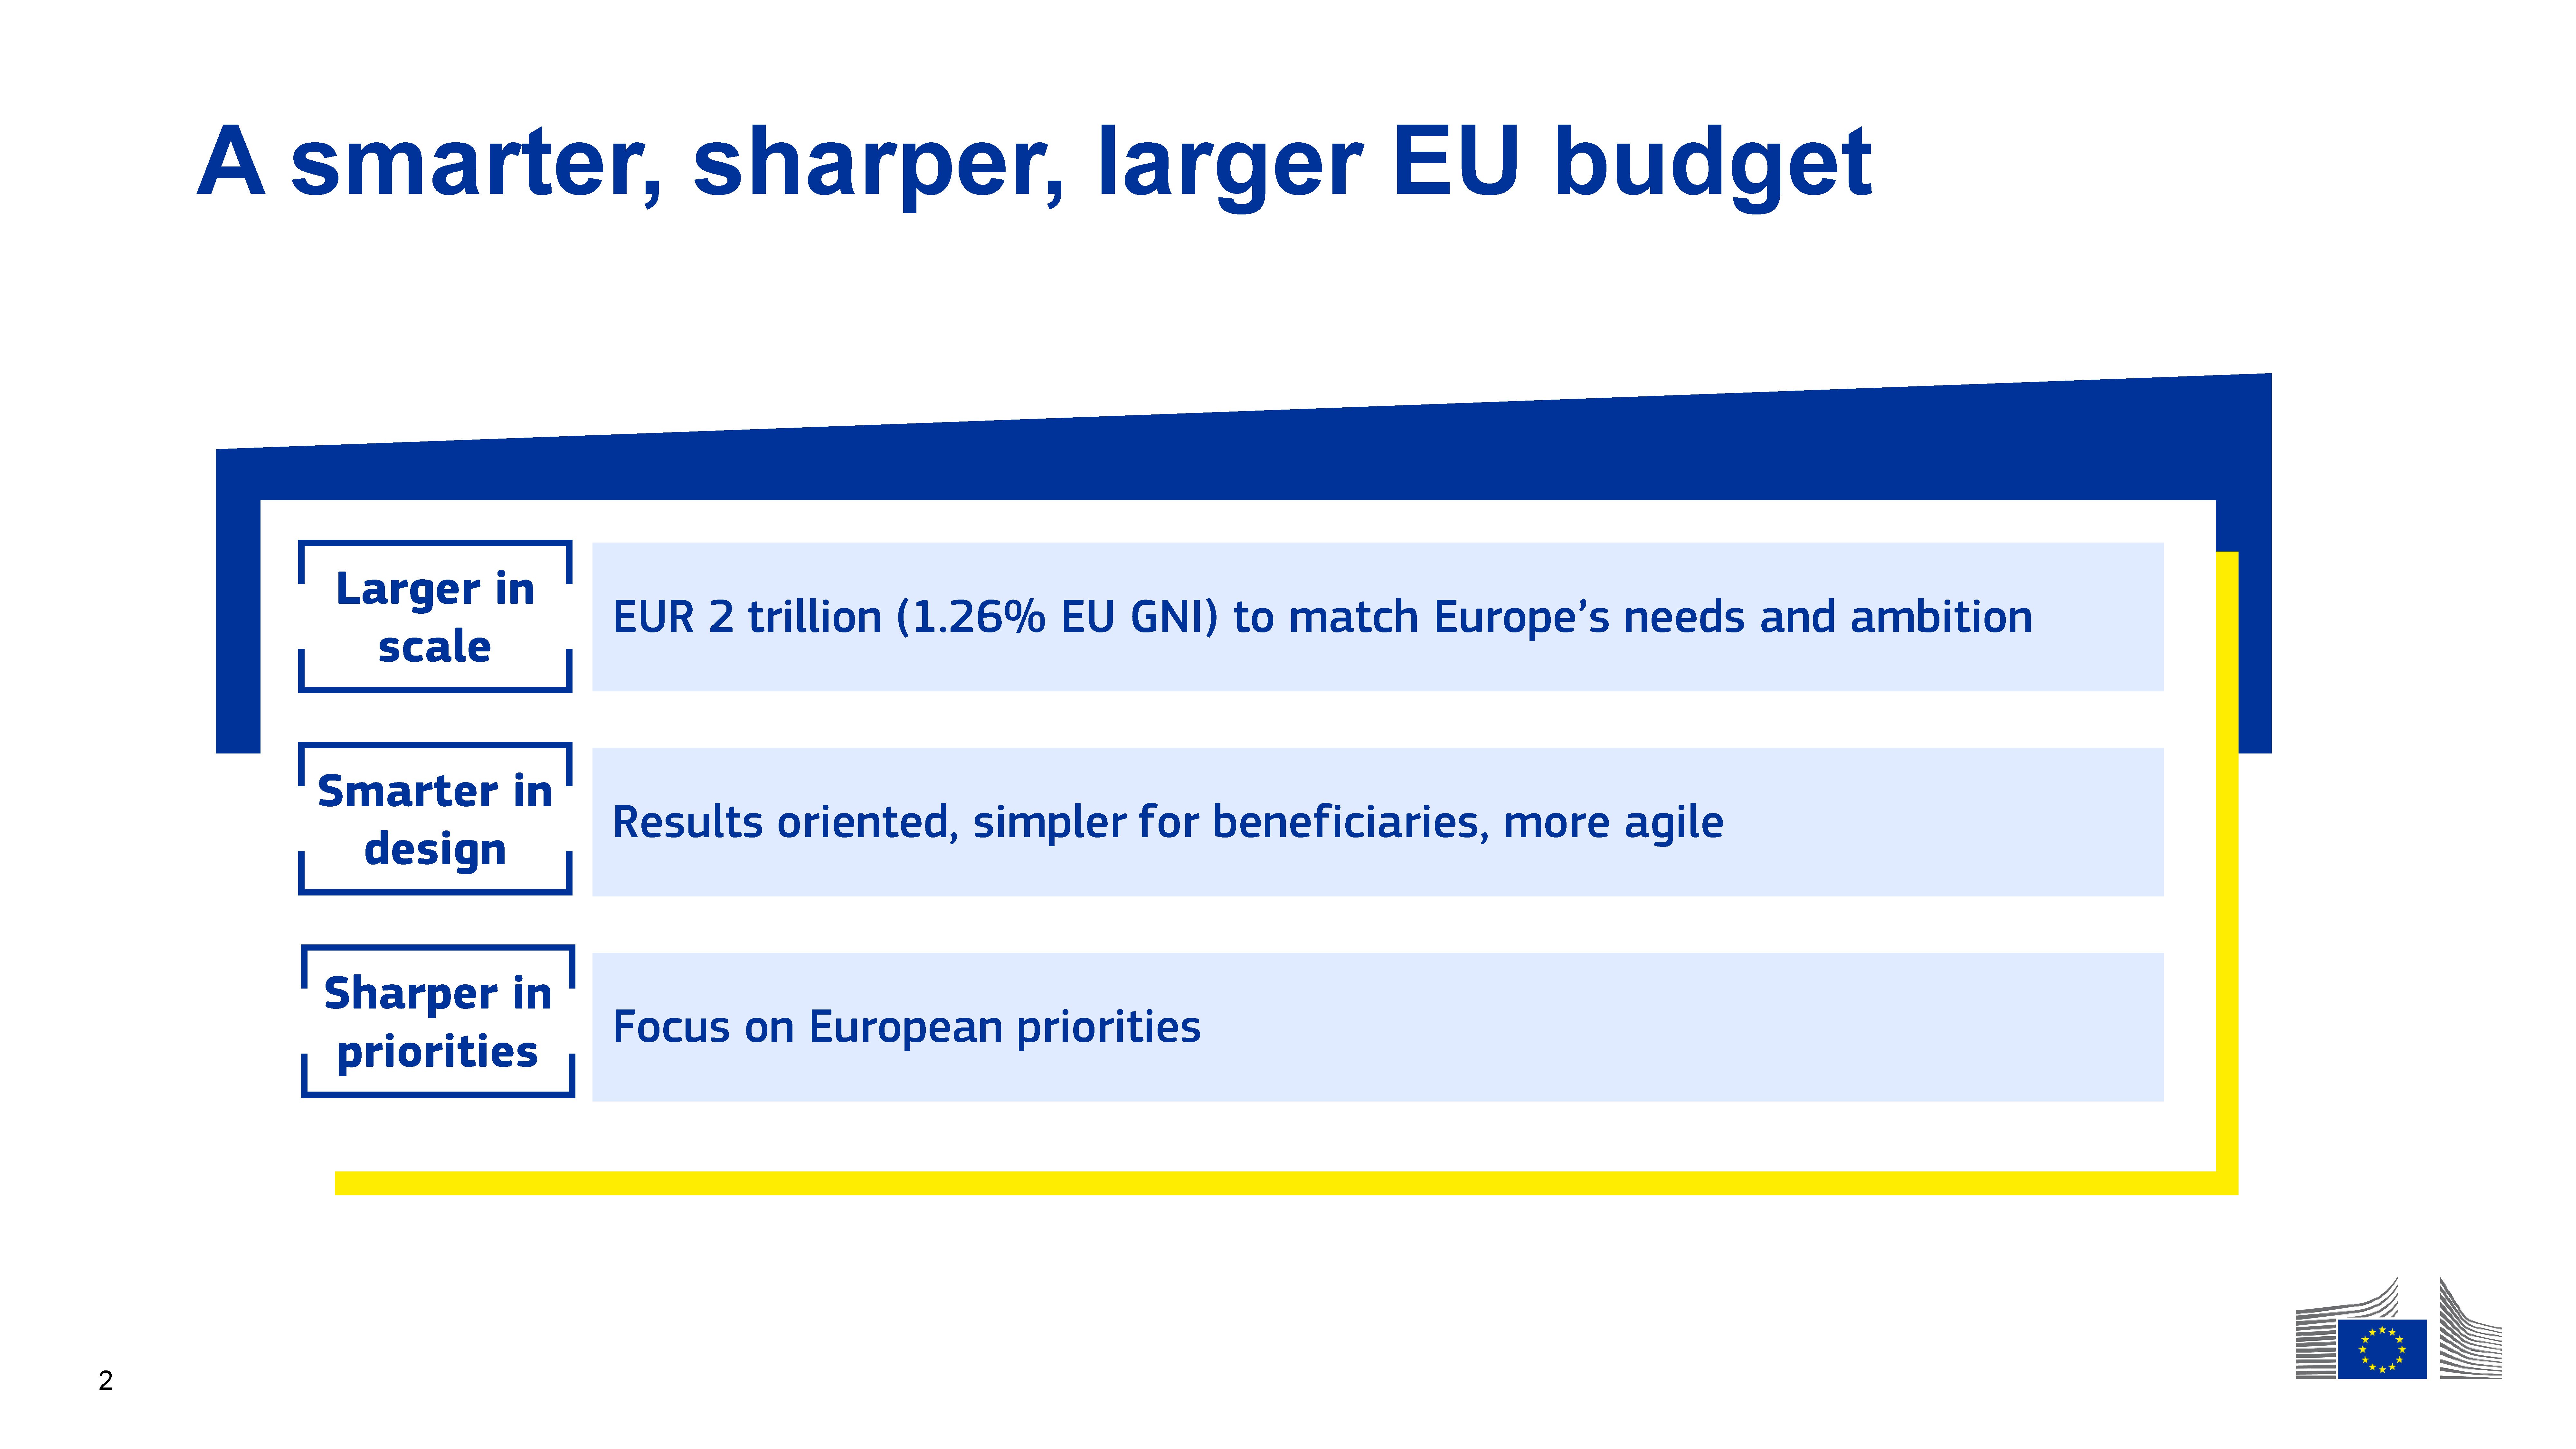 A smarter, sharper, larger EU budget
Larger in
scale
EUR 2 trillion (1.26% EU GNI) to match Europe’s needs and ambition
Smarter in
design
Results oriented, simpler for beneficiaries, more agile
Sharper in
priorities
Focus on European priorities
2